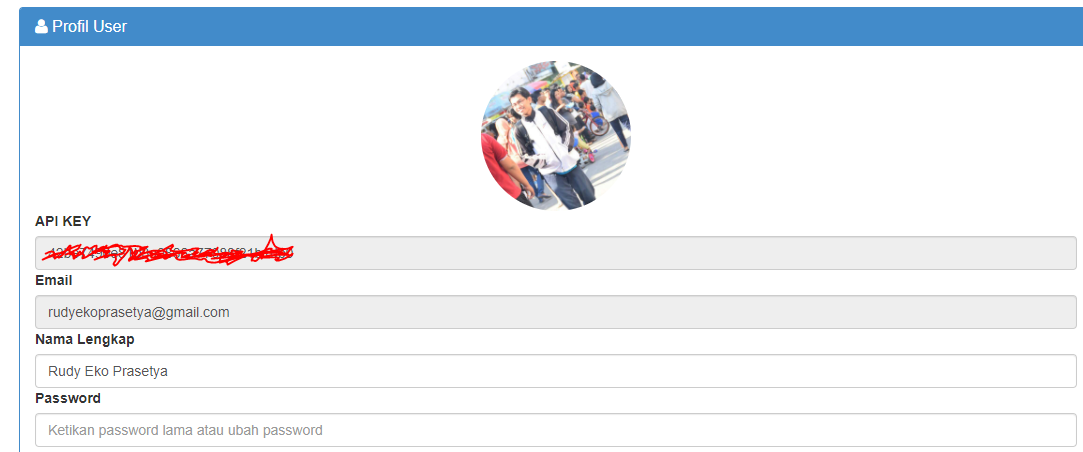 Profil User
API KEY
Email
rudyekoprasetya@gmail.com
Nama Lengkap
Rudy Eko Prasetya
Password
Ketikan password lama atau ubah password